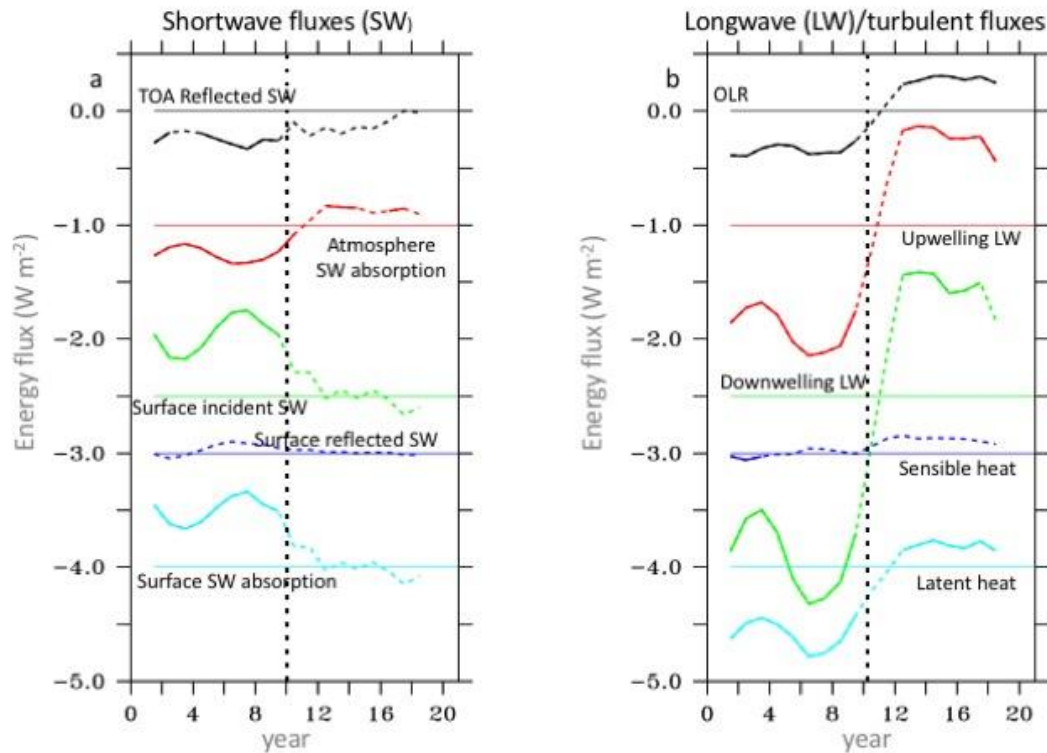 Shortwave fluxes (SW)
a
TOA Reflected SW
Atmosphere
SW absorption
Surface incident SW
Surface reflected SW
Surface SW absorption
Energy flux (W m-2)
0.0
-1.0
-2.0
-3.0
-4.0
-5.0
0 4 8 12 16 20
year
Longwave (LW)/turbulent fluxes
b
OLR
Upwelling LW
Downwelling LW
Sensible heat
Latent heat
Energy flux (W m-2)
0.0
-1.0
-2.0
-3.0
-4.0
-5.0
0 4 8 12 16 20
year